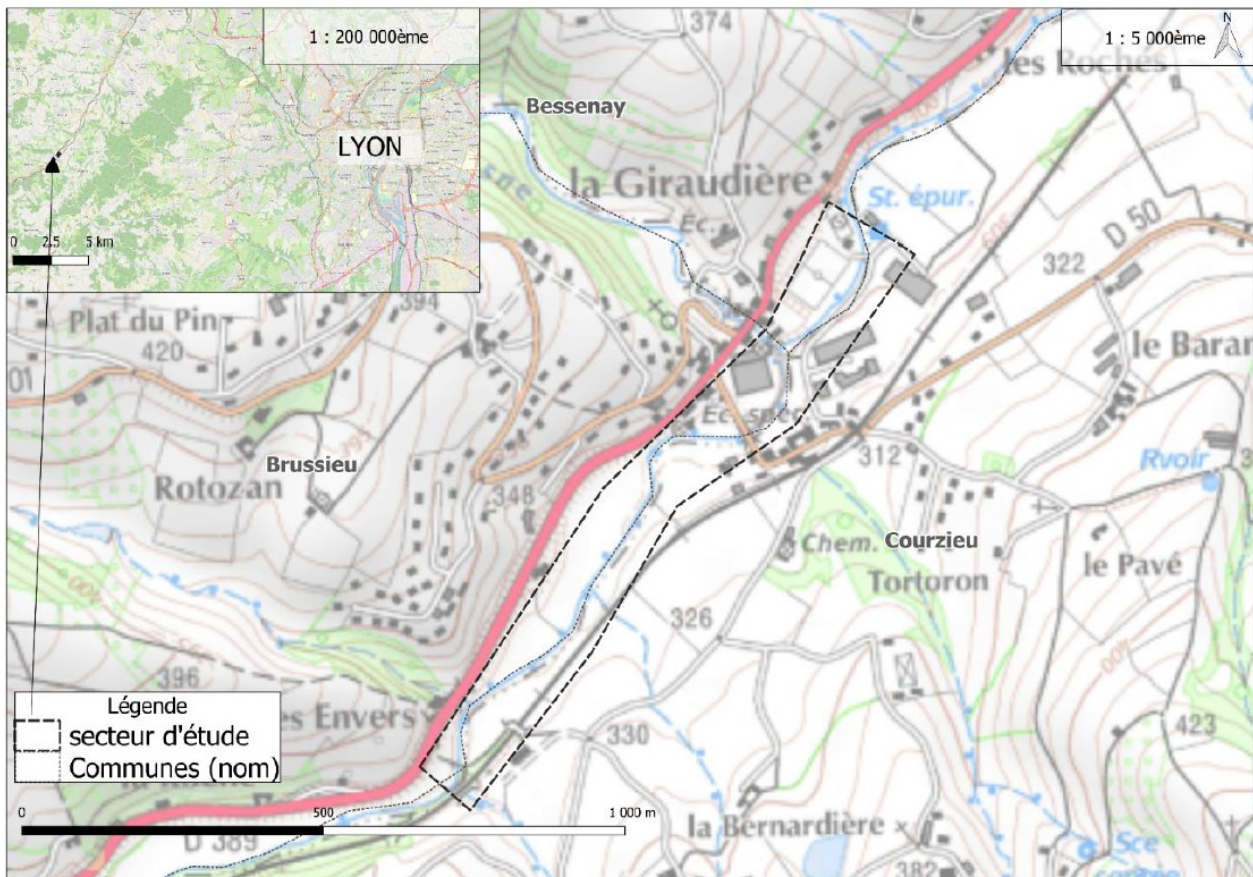 1 : 200 000ème
LYON
0 2,5 5 km
374
1 : 5 000ème
N
les Roches
Bessenay
la Giraudière
St. épur.
Éc.
D 50
322
394
Plat du Pin
420
01
le Barar
Éc. spéc.
312
Rvoir
348
Brussieu
Rotozan
Chem.
Courzieu
Tortoron
le Pavé
326
400
396
Légende
es Envers
secteur d'étude
Communes (nom)
330
423
0 500 1 000 m
D 389
la Bernardière
382
Sce